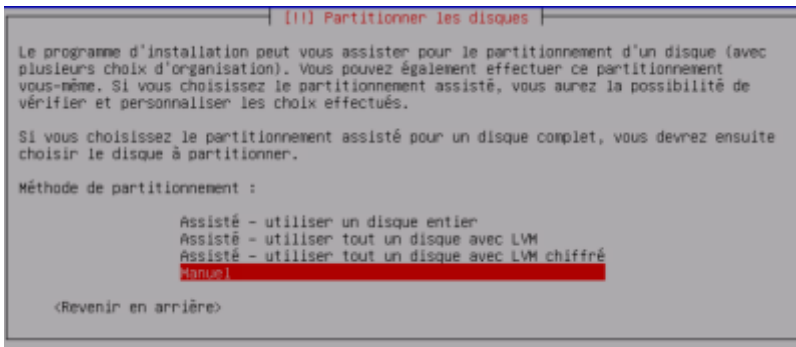 [!!] Partitionner les disques
Le programme d'installation peut vous assister pour le partitionnement d'un disque (avec
plusieurs choix d'organisation). Vous pouvez également effectuer ce partitionnement
vous-même. Si vous choisissez le partitionnement assisté, vous aurez la possibilité de
vérifier et personnaliser les choix effectués.
Si vous choisissez le partitionnement assisté pour un disque complet, vous devrez ensuite
choisir le disque à partitionner.
Méthode de partitionnement :
Assisté - utiliser un disque entier
Assisté - utiliser tout un disque avec LVM
Assisté - utiliser tout un disque avec LVM chiffré
Manuel
<Revenir en arrière>